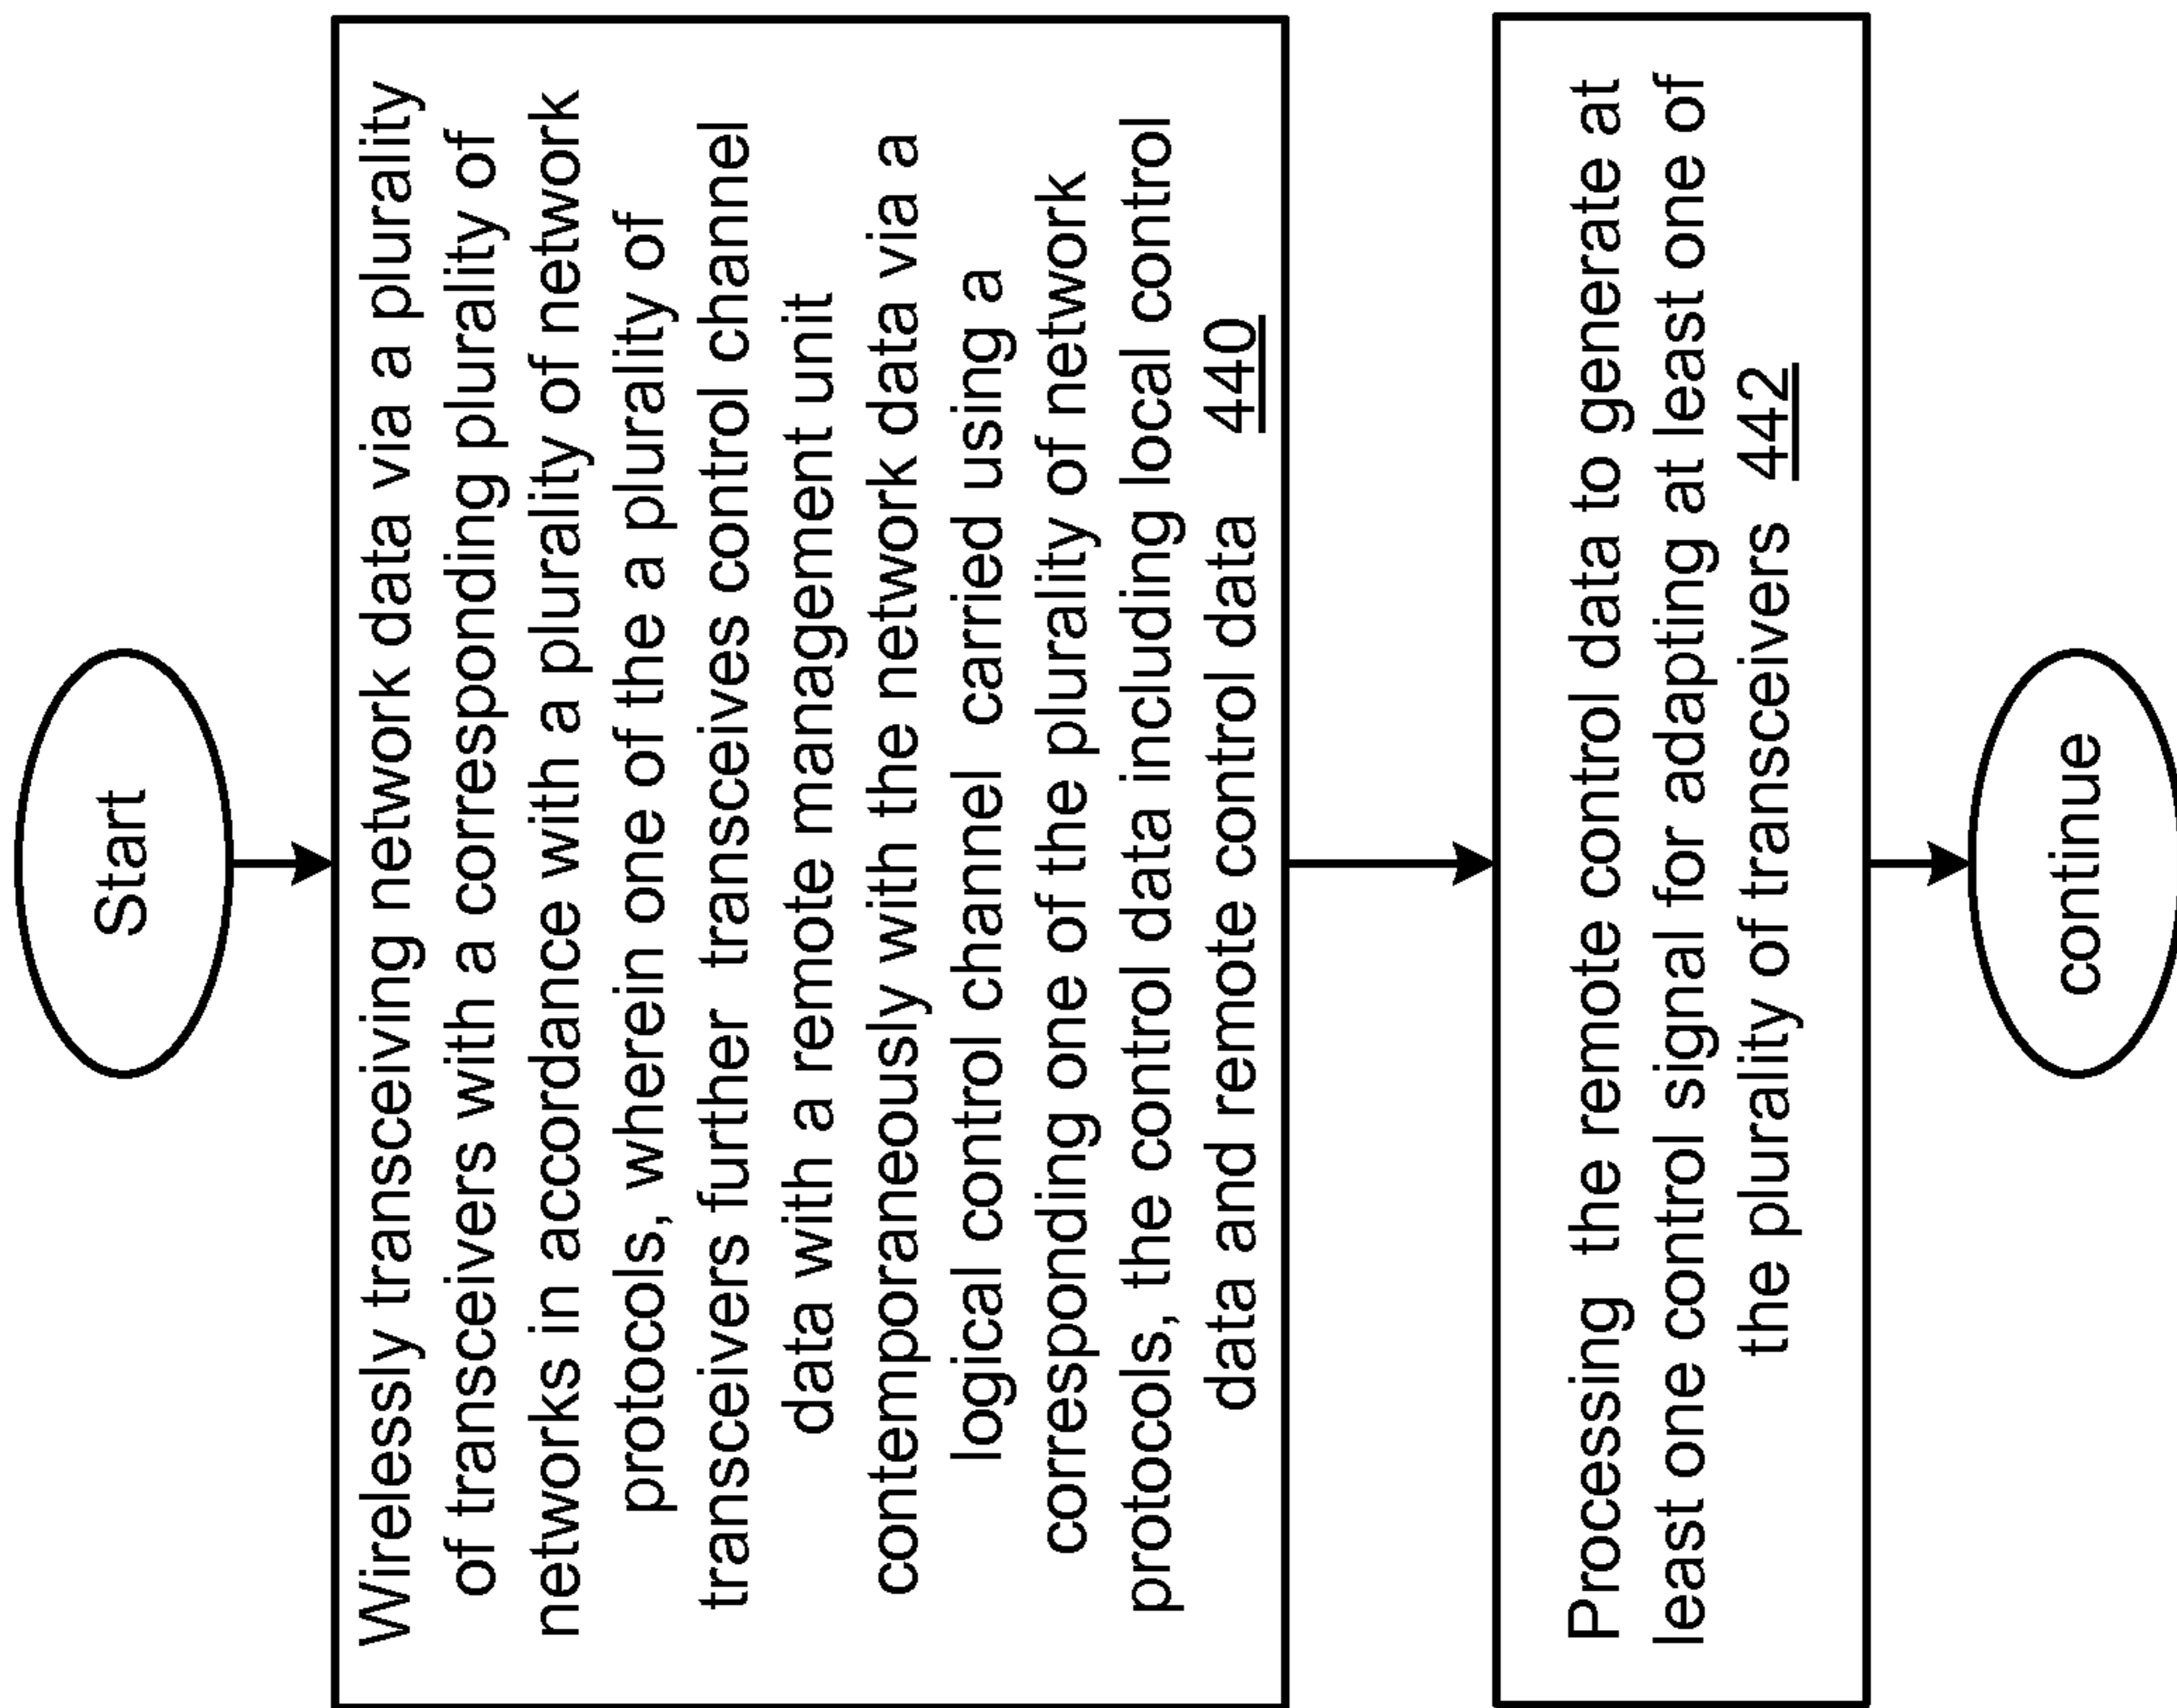 Start
Wirelessly transceiving network data via a plurality
of transceivers with a corresponding plurality of
networks in accordance with a plurality of network
protocols, wherein one of the a plurality of
transceivers further transceives control channel
data with a remote management unit
contemporaneously with the network data via a
logical control channel carried using a
corresponding one of the plurality of network
protocols, the control data including local control
data and remote control data 440
Processing the remote control data to generate at
least one control signal for adapting at least one of
the plurality of transceivers 442
continue